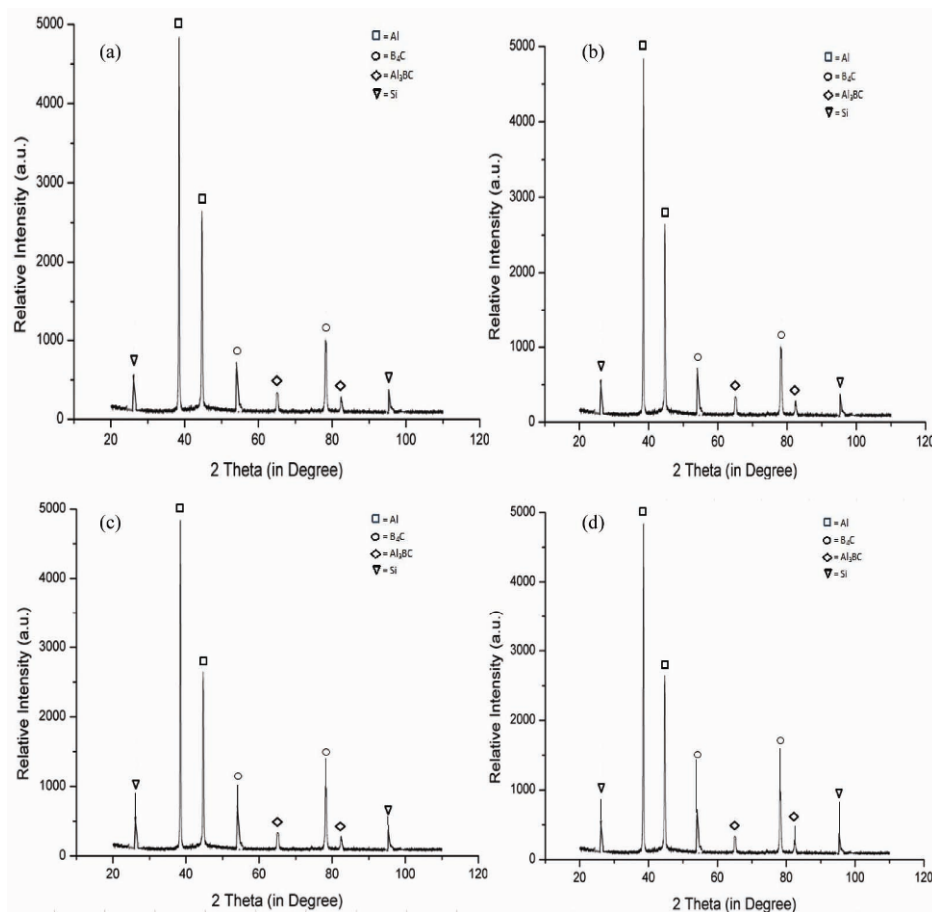 (a)
5000
4000
3000
2000
1000
0
Relative Intensity (a.u.)
= Al
= B₄C
= Al₃BC
= Si
20 40 60 80 100 120
2 Theta (in Degree)
(b)
5000
4000
3000
2000
1000
0
Relative Intensity (a.u.)
= Al
= B₄C
= Al₃BC
= Si
20 40 60 80 100 120
2 Theta (in Degree)
(c)
5000
4000
3000
2000
1000
0
Relative Intensity (a.u.)
= Al
= B₄C
= Al₃BC
= Si
20 40 60 80 100 120
2 Theta (in Degree)
(d)
5000
4000
3000
2000
1000
0
Relative Intensity (a.u.)
= Al
= B₄C
= Al₃BC
= Si
20 40 60 80 100 120
2 Theta (in Degree)